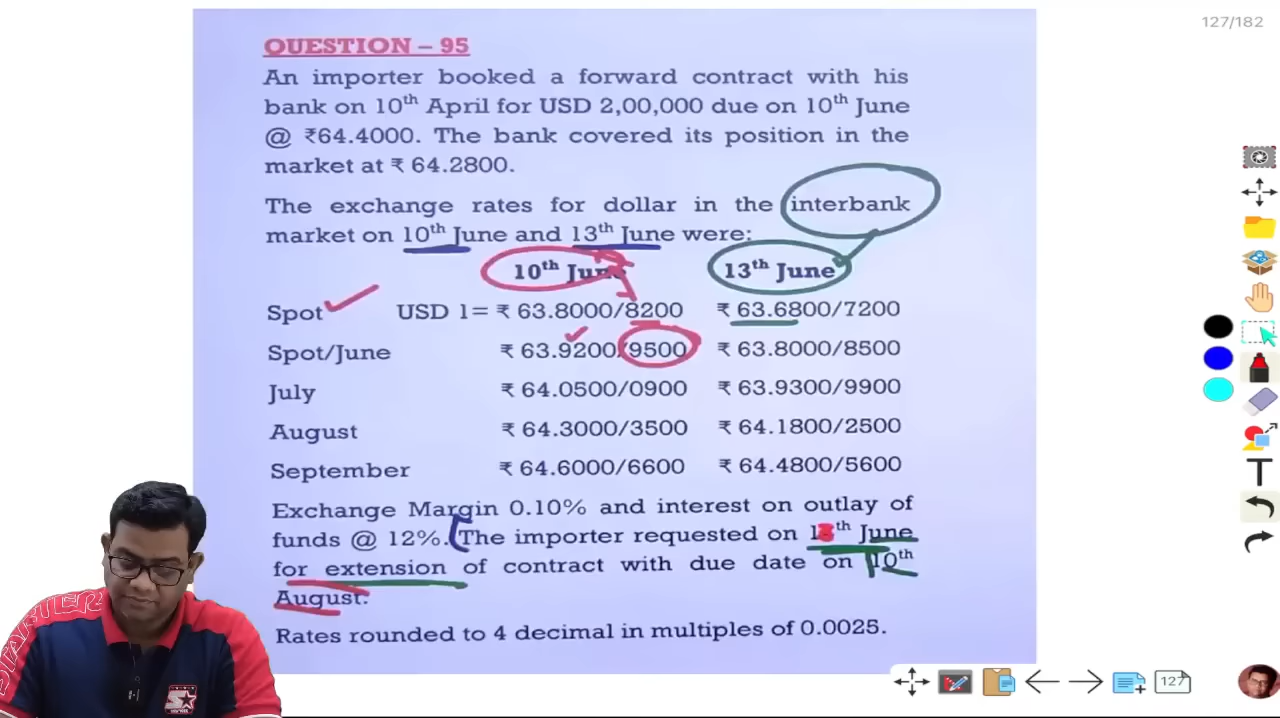 127/182
QUESTION – 95
An importer booked a forward contract with his
bank on 10th April for USD 2,00,000 due on 10th June
@ ₹64.4000. The bank covered its position in the
market at ₹ 64.2800.
The exchange rates for dollar in the interbank
market on 10th June and 13th June were:
10th June 13th June
Spot USD 1= ₹ 63.8000/8200 ₹ 63.6800/7200
Spot/June ₹ 63.9200/9500 ₹ 63.8000/8500
July ₹ 64.0500/0900 ₹ 63.9300/9900
August ₹ 64.3000/3500 ₹ 64.1800/2500
September ₹ 64.6000/6600 ₹ 64.4800/5600
Exchange Margin 0.10% and interest on outlay of
funds @ 12%. The importer requested on 13th June
for extension of contract with due date on 10th
August.
Rates rounded to 4 decimal in multiples of 0.0025.
STARTER
127